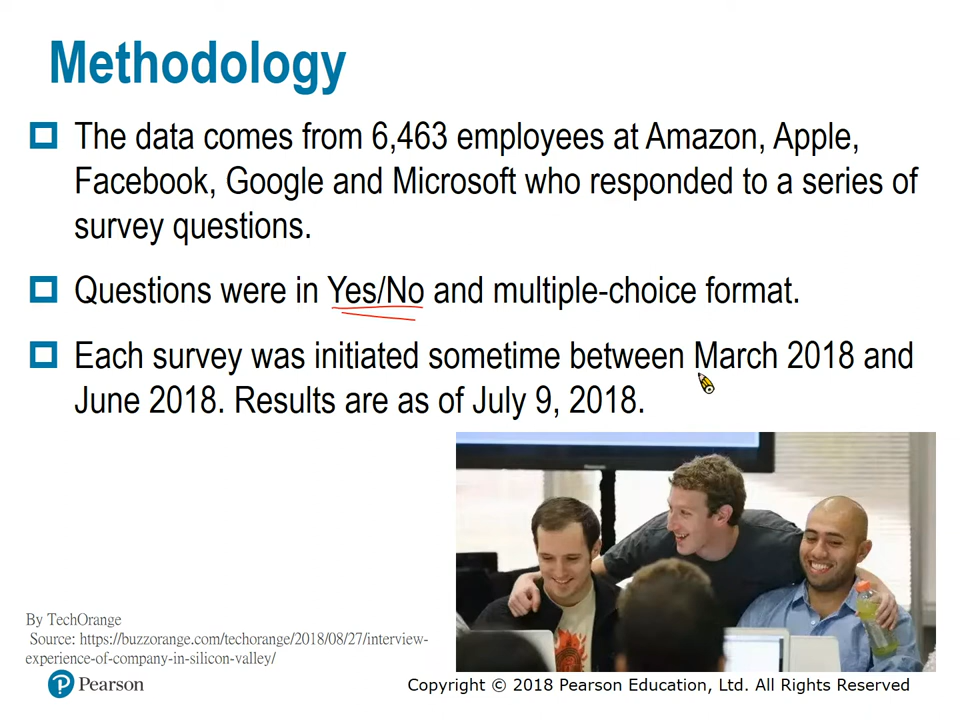 Methodology
The data comes from 6,463 employees at Amazon, Apple,
Facebook, Google and Microsoft who responded to a series of
survey questions.
Questions were in Yes/No and multiple-choice format.
Each survey was initiated sometime between March 2018 and
June 2018. Results are as of July 9, 2018.
By TechOrange
Source: https://buzzorange.com/techorange/2018/08/27/interview-
experience-of-company-in-silicon-valley/
Pearson
Copyright © 2018 Pearson Education, Ltd. All Rights Reserved